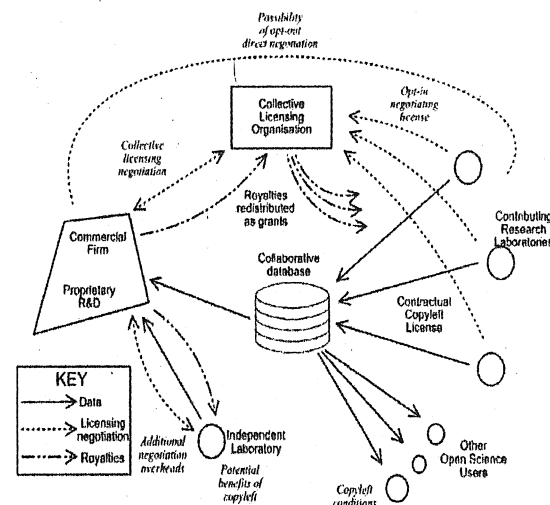 Possibility
of opt-out
direct negotiation
Collective
Licensing
Organisation
Opt-in
negotiating
license
Collective
licensing
negotiation
Royalties
redistributed
as grants
Contributing
Research
Laboratories
Commercial
Firm
Proprietary
R&D
Collaborative
database
Contractual
Copyleft
License
KEY
Data
Licensing
negotiation
Royalties
Additional
negotiation
overheads
Independent
Laboratory
Potential
benefits of
copyleft
Other
Open Science
Users
Copyleft
conditions